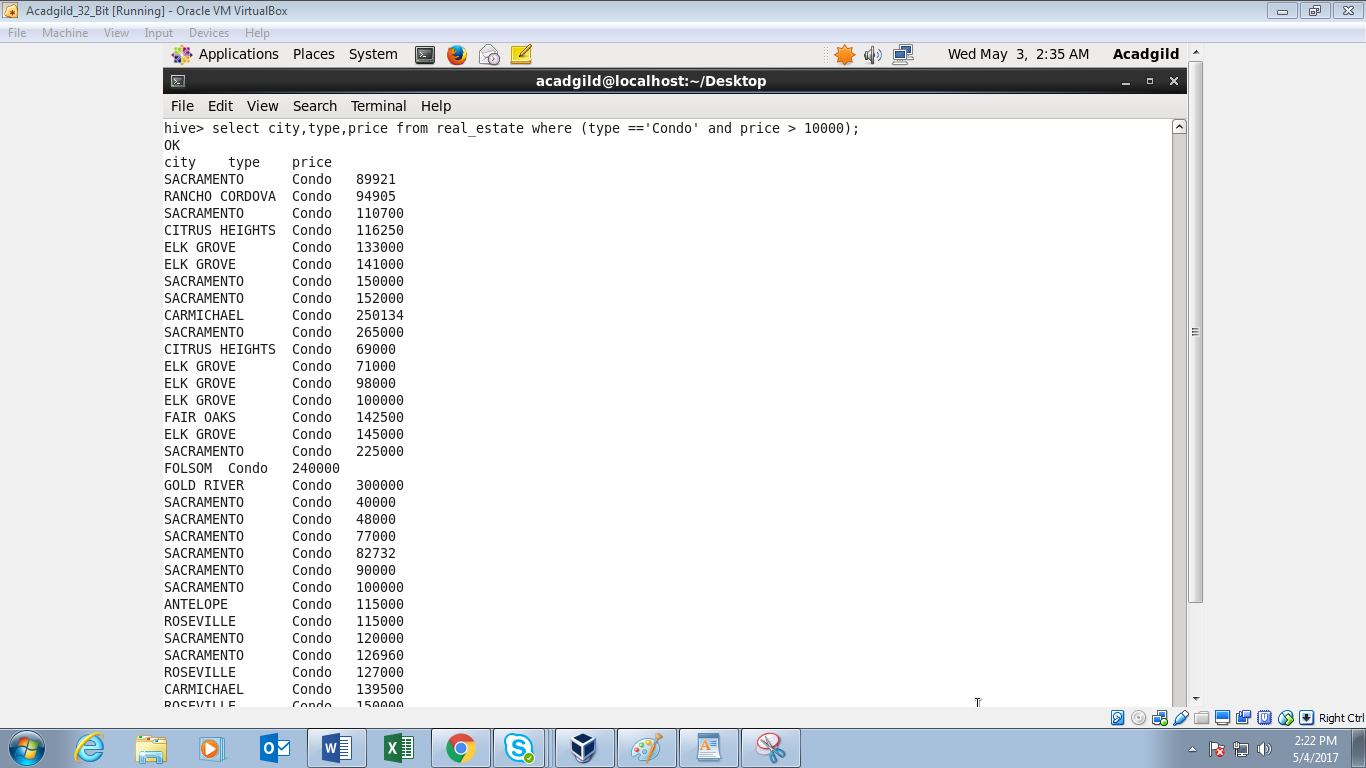 Acadgild_32_Bit [Running] - Oracle VM VirtualBox
File Machine View Input Devices Help
Applications Places System Wed May 3, 2:35 AM Acadgild
acadgild@localhost:~/Desktop
File Edit View Search Terminal Help
hive> select city,type,price from real_estate where (type =='Condo' and price > 10000);
OK
city type price
SACRAMENTO Condo 89921
RANCHO CORDOVA Condo 94905
SACRAMENTO Condo 110700
CITRUS HEIGHTS Condo 116250
ELK GROVE Condo 133000
ELK GROVE Condo 141000
SACRAMENTO Condo 150000
SACRAMENTO Condo 152000
CARMICHAEL Condo 250134
SACRAMENTO Condo 265000
CITRUS HEIGHTS Condo 69000
ELK GROVE Condo 71000
ELK GROVE Condo 98000
ELK GROVE Condo 100000
FAIR OAKS Condo 142500
ELK GROVE Condo 145000
SACRAMENTO Condo 225000
FOLSOM Condo 240000
GOLD RIVER Condo 300000
SACRAMENTO Condo 40000
SACRAMENTO Condo 48000
SACRAMENTO Condo 77000
SACRAMENTO Condo 82732
SACRAMENTO Condo 90000
SACRAMENTO Condo 100000
ANTELOPE Condo 115000
ROSEVILLE Condo 115000
SACRAMENTO Condo 120000
SACRAMENTO Condo 126960
ROSEVILLE Condo 127000
CARMICHAEL Condo 139500
ROSEVILLE Condo 150000
Right Ctrl
2:22 PM
5/4/2017